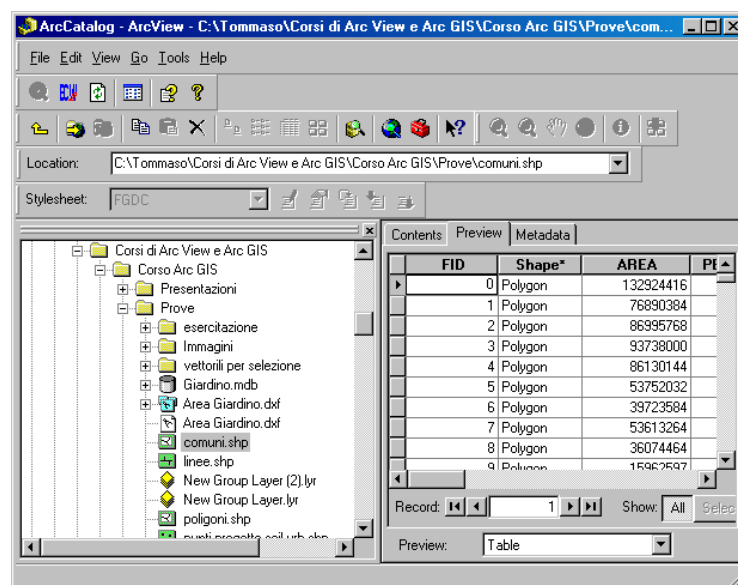 ArcCatalog - ArcView - C:\Tommaso\Corsi di Arc View e Arc GIS\Corso Arc GIS\Prove\com...
File Edit View Go Tools Help
Location: C:\Tommaso\Corsi di Arc View e Arc GIS\Corso Arc GIS\Prove\comuni.shp
Stylesheet: FGDC
Corsi di Arc View e Arc GIS
Corso Arc GIS
Presentazioni
Prove
esercitazione
Immagini
vettorili per selezione
Giardino.mdb
Area Giardino.dxf
Area Giardino.dxf
comuni.shp
linee.shp
New Group Layer (2).lyr
New Group Layer.lyr
poligoni.shp
Contents Preview Metadata
FID Shape* AREA PE
0 Polygon 132924416
1 Polygon 76890384
2 Polygon 86995768
3 Polygon 93738000
4 Polygon 86130144
5 Polygon 53752032
6 Polygon 39723584
7 Polygon 53613264
8 Polygon 36074464
9 Polygon 15962597
Record: 1 Show: All Selec
Preview: Table